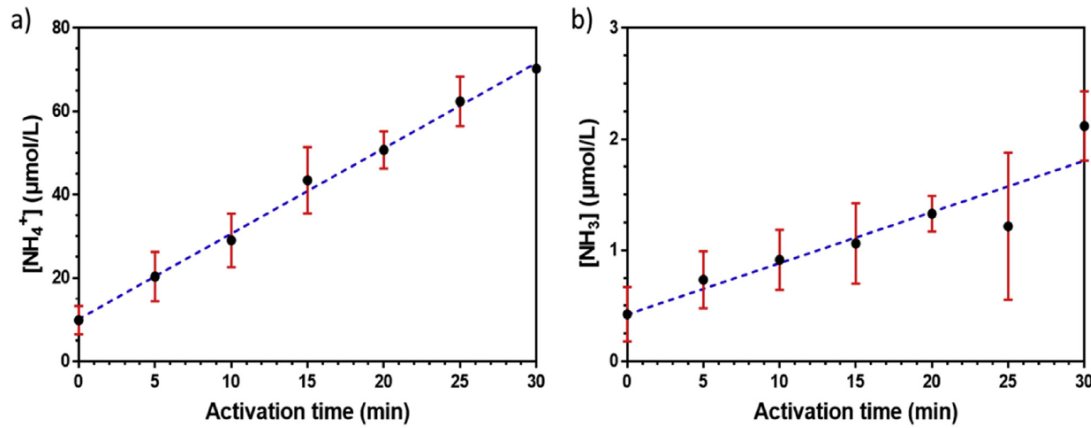 a)
[NH4+] (μmol/L)
80
60
40
20
0
0 5 10 15 20 25 30
Activation time (min)
b)
[NH3] (μmol/L)
3
2
1
0
0 5 10 15 20 25 30
Activation time (min)